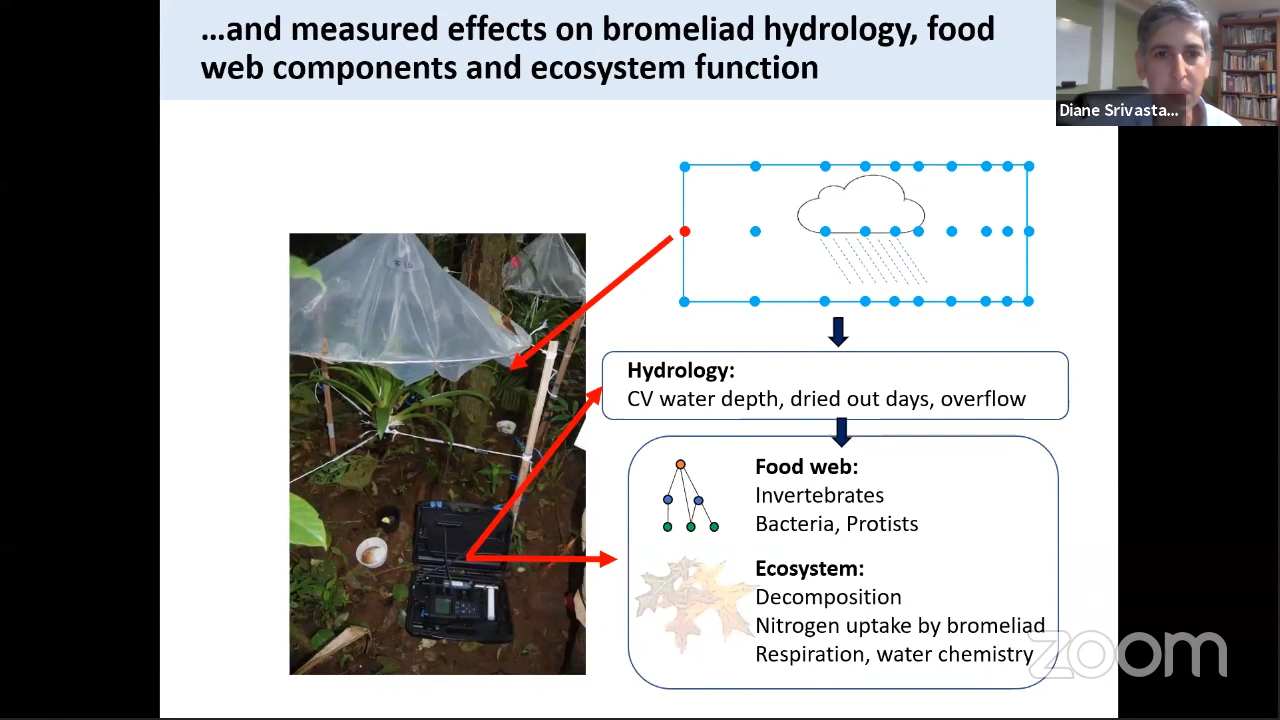 …and measured effects on bromeliad hydrology, food
web components and ecosystem function
Diane Srivasta...
#10
Hydrology:
CV water depth, dried out days, overflow
Food web:
Invertebrates
Bacteria, Protists
Ecosystem:
Decomposition
Nitrogen uptake by bromeliad
Respiration, water chemistry
zoom